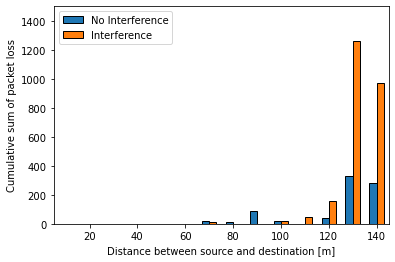 No Interference
Interference
Cumulative sum of packet loss
1400
1200
1000
800
600
400
200
0
20 40 60 80 100 120 140
Distance between source and destination [m]